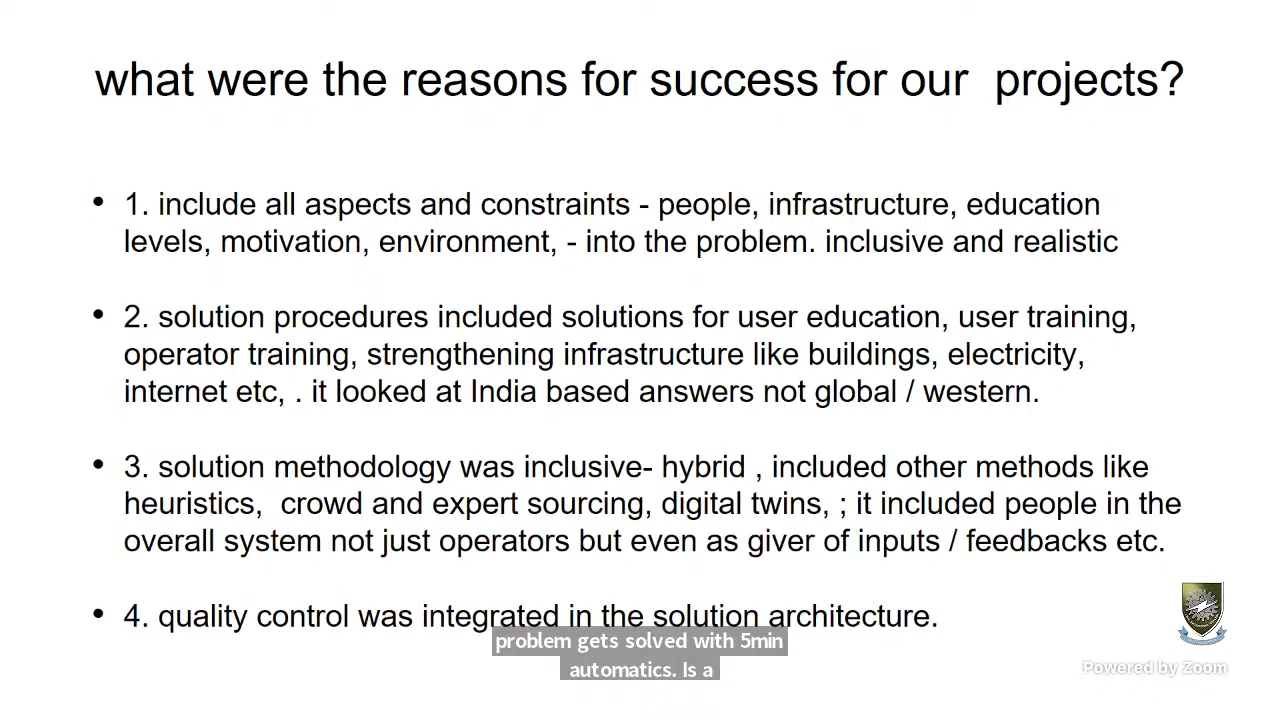 what were the reasons for success for our projects?
• 1. include all aspects and constraints - people, infrastructure, education
levels, motivation, environment, - into the problem. inclusive and realistic
• 2. solution procedures included solutions for user education, user training,
operator training, strengthening infrastructure like buildings, electricity,
internet etc, . it looked at India based answers not global / western.
• 3. solution methodology was inclusive- hybrid , included other methods like
heuristics, crowd and expert sourcing, digital twins, ; it included people in the
overall system not just operators but even as giver of inputs / feedbacks etc.
• 4. quality control was integrated in the solution architecture.
problem gets solved with 5min
automatics. Is a
Powered by Zoom